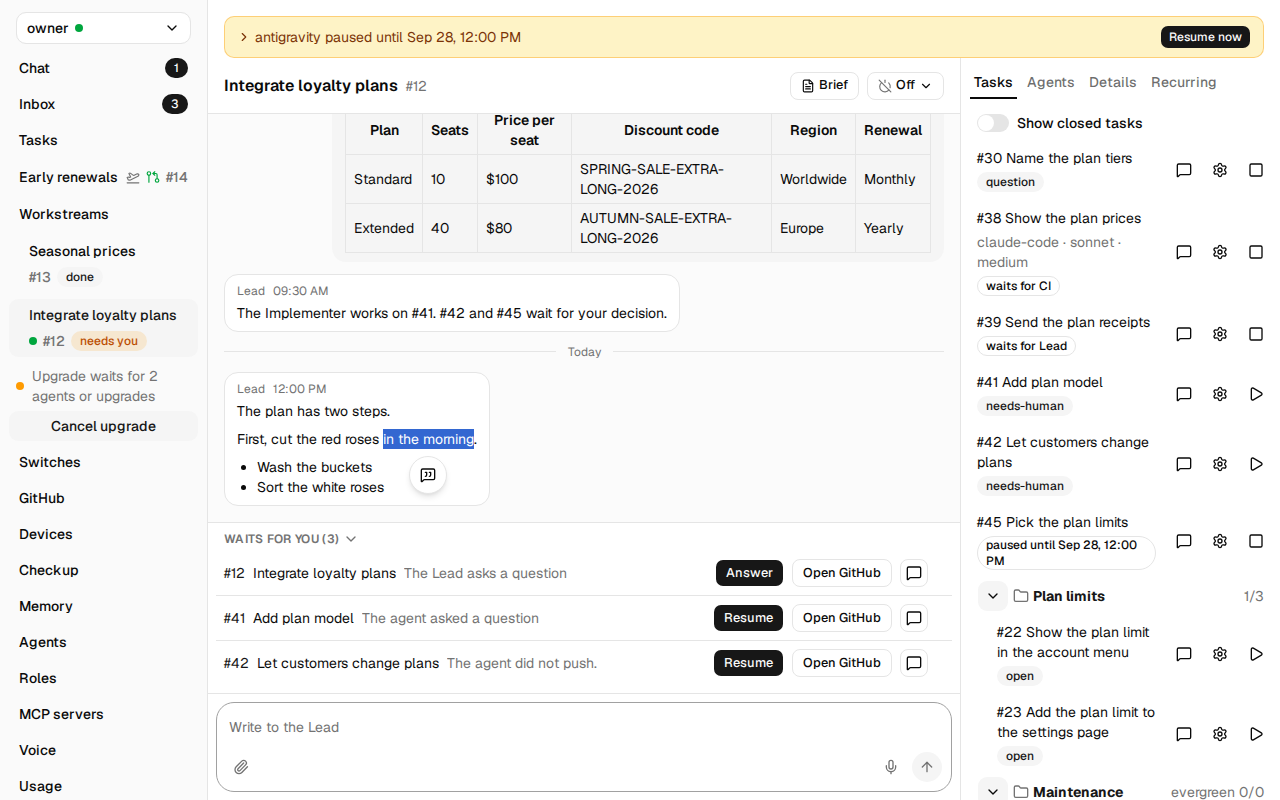 owner
Chat 1
Inbox 3
Tasks
Early renewals #14
Workstreams
Seasonal prices
#13 done
Integrate loyalty plans
#12 needs you
Upgrade waits for 2
agents or upgrades
Cancel upgrade
Switches
GitHub
Devices
Checkup
Memory
Agents
Roles
MCP servers
Voice
Usage
antigravity paused until Sep 28, 12:00 PM
Resume now
Integrate loyalty plans #12
Brief
Off
Plan Seats Price per seat Discount code Region Renewal
Standard 10 $100 SPRING-SALE-EXTRA-LONG-2026 Worldwide Monthly
Extended 40 $80 AUTUMN-SALE-EXTRA-LONG-2026 Europe Yearly
Lead 09:30 AM
The Implementer works on #41. #42 and #45 wait for your decision.
Today
Lead 12:00 PM
The plan has two steps.
First, cut the red roses in the morning.
Wash the buckets
Sort the white roses
WAITS FOR YOU (3)
#12 Integrate loyalty plans The Lead asks a question Answer Open GitHub
#41 Add plan model The agent asked a question Resume Open GitHub
#42 Let customers change plans The agent did not push. Resume Open GitHub
Write to the Lead
Tasks Agents Details Recurring
Show closed tasks
#30 Name the plan tiers
question
#38 Show the plan prices
claude-code · sonnet ·
medium
waits for CI
#39 Send the plan receipts
waits for Lead
#41 Add plan model
needs-human
#42 Let customers change
plans
needs-human
#45 Pick the plan limits
paused until Sep 28, 12:00
PM
Plan limits 1/3
#22 Show the plan limit
in the account menu
open
#23 Add the plan limit to
the settings page
open
Maintenance evergreen 0/0